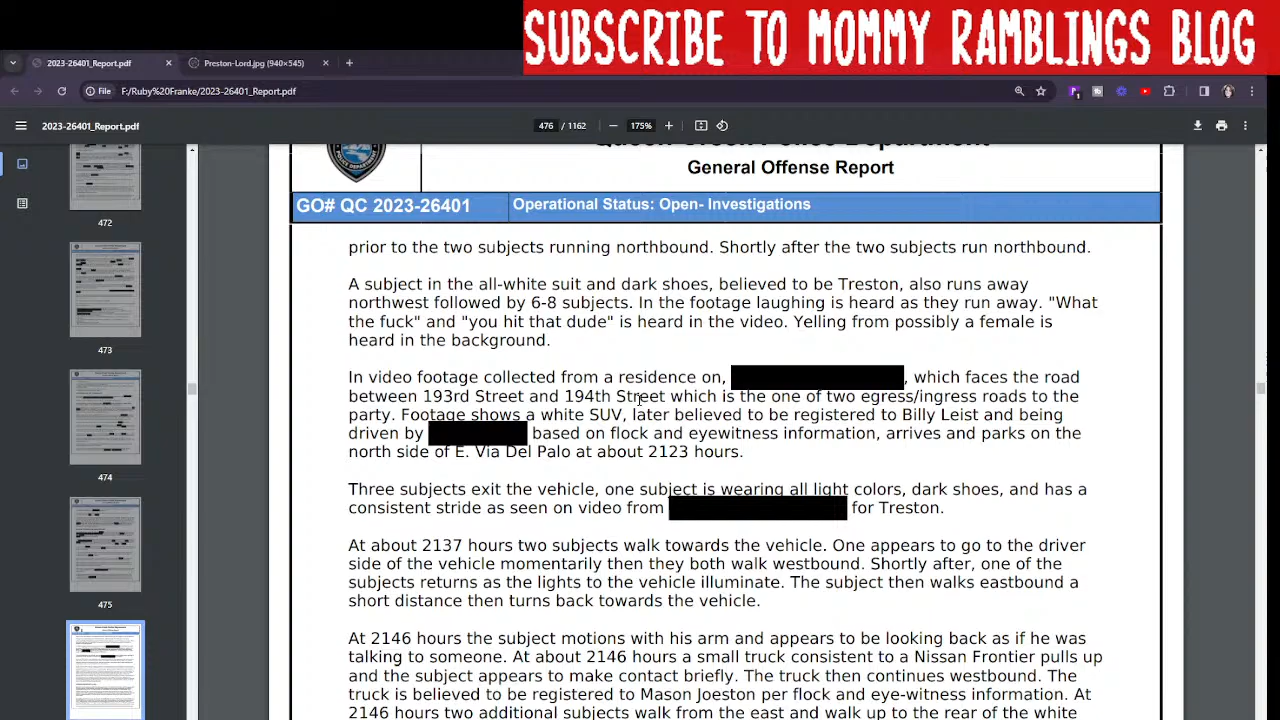 SUBSCRIBE TO MOMMY RAMBLINGS BLOG
2023-26401_Report.pdf
Preston-Lord.jpg (940×545)
File
F:/Ruby%20Franke/2023-26401_Report.pdf
2023-26401_Report.pdf
476 / 1162
175%
General Offense Report
GO# QC 2023-26401
Operational Status: Open- Investigations
472
473
474
475
prior to the two subjects running northbound. Shortly after the two subjects run northbound.
A subject in the all-white suit and dark shoes, believed to be Treston, also runs away
northwest followed by 6-8 subjects. In the footage laughing is heard as they run away. "What
the fuck" and "you hit that dude" is heard in the video. Yelling from possibly a female is
heard in the background.
footage collected from a residence on, , which faces the road
between 193rd Street and 194th Street which is the one of two egress/ingress roads to the
party. Footage shows a white SUV, later believed to be registered to Billy Leist and being
driven by based on flock and eyewitness information, arrives and parks on the
north side of E. Via Del Palo at about 2123 hours.
Three subjects exit the vehicle, one subject is wearing all light colors, dark shoes, and has a
consistent stride as seen on video from for Treston.
At about 2137 hours two subjects walk towards the vehicle. One appears to go to the driver
side of the vehicle momentarily then they both walk westbound. Shortly after, one of the
subjects returns as the lights to the vehicle illuminate. The subject then walks eastbound a
short distance then turns back towards the vehicle.
motion with his arm and to be looking back as if he was
to someone. At about hours a small truck consistent to a Nissan Frontier pulls up
and the subject appears to make contact briefly. The truck then continues westbound. The
truck is believed to be registered to Mason Joeston per flock and eye-witness information. At
2146 hours two additional subjects walk from the east and walk up to the rear of the white